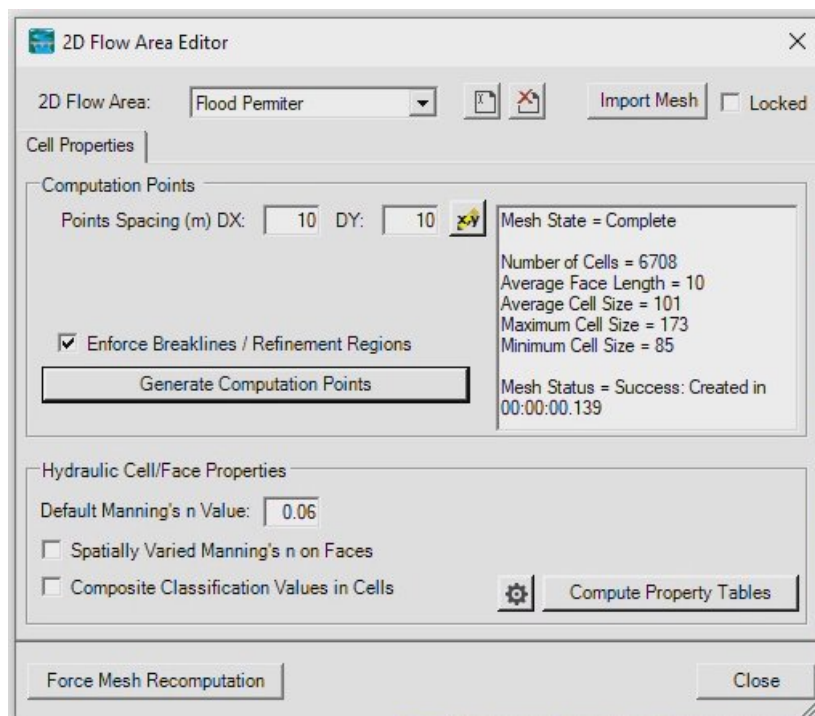 2D Flow Area Editor
2D Flow Area: Flood Permiter Import Mesh Locked
Cell Properties
Computation Points
Points Spacing (m) DX: 10 DY: 10 x,y
Mesh State = Complete
Number of Cells = 6708
Average Face Length = 10
Average Cell Size = 101
Maximum Cell Size = 173
Minimum Cell Size = 85
Mesh Status = Success: Created in
00:00:00.139
Enforce Breaklines / Refinement Regions
Generate Computation Points
Hydraulic Cell/Face Properties
Default Manning's n Value: 0.06
Spatially Varied Manning's n on Faces
Composite Classification Values in Cells
Compute Property Tables
Force Mesh Recomputation Close